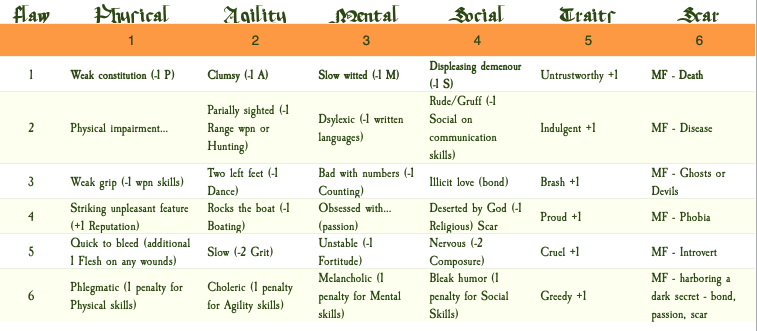 Flaw Physical Agility Mental Social Traits Scar
1 2 3 4 5 6
1 Weak constitution (-1 P) Clumsy (-1 A) Slow witted (-1 M) Displeasing demenour (-1 S) Untrustworthy +1 MF - Death
2 Physical impairment... Parially sighted (-1 Range wpn or Hunting) Dsylexic (-1 written languages) Rude/Gruff (-1 Social on communication skills) Indulgent +1 MF - Disease
3 Weak grip (-1 wpn skills) Two left feet (-1 Dance) Bad with numbers (-1 Counting) Illicit love (bond) Brash +1 MF - Ghosts or Devils
4 Striking unpleasant feature (+1 Reputation) Rocks the boat (-1 Boating) Obsessed with... (passion) Deserted by God (-1 Religious) Scar Proud +1 MF - Phobia
5 Quick to bleed (additional 1 Flesh on any wounds) Slow (-2 Grit) Unstable (-1 Fortitude) Nervous (-2 Composure) Cruel +1 MF - Introvert
6 Phlegmatic (1 penalty for Physical skills) Choleric (1 penalty for Agility skills) Melancholic (1 penalty for Mental skills) Bleak humor (1 penalty for Social Skills) Greedy +1 MF - harboring a dark secret - bond, passion, scar